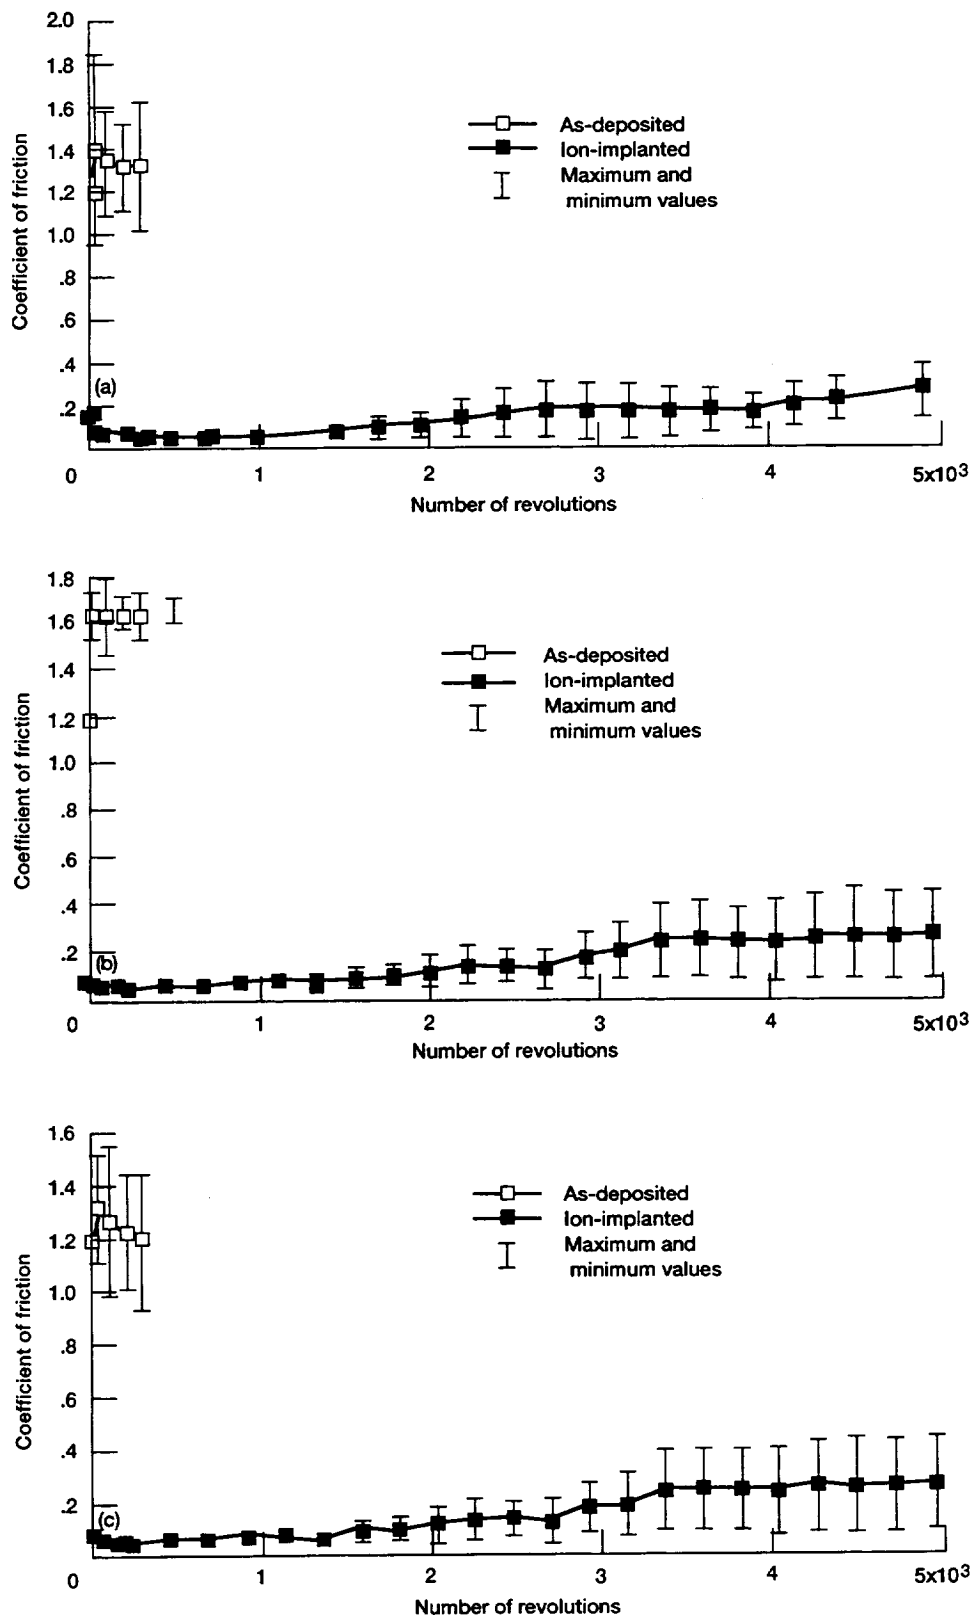 2.0
1.8
1.6
1.4
1.2
1.0
.8
.6
.4
.2
0
Coefficient of friction
As-deposited
Ion-implanted
Maximum and
minimum values
(a)
1
2
3
4
5x10³
Number of revolutions
1.8
1.6
1.4
1.2
1.0
.8
.6
.4
.2
0
Coefficient of friction
As-deposited
Ion-implanted
Maximum and
minimum values
(b)
1
2
3
4
5x10³
Number of revolutions
1.6
1.4
1.2
1.0
.8
.6
.4
.2
0
Coefficient of friction
As-deposited
Ion-implanted
Maximum and
minimum values
(c)
1
2
3
4
5x10³
Number of revolutions